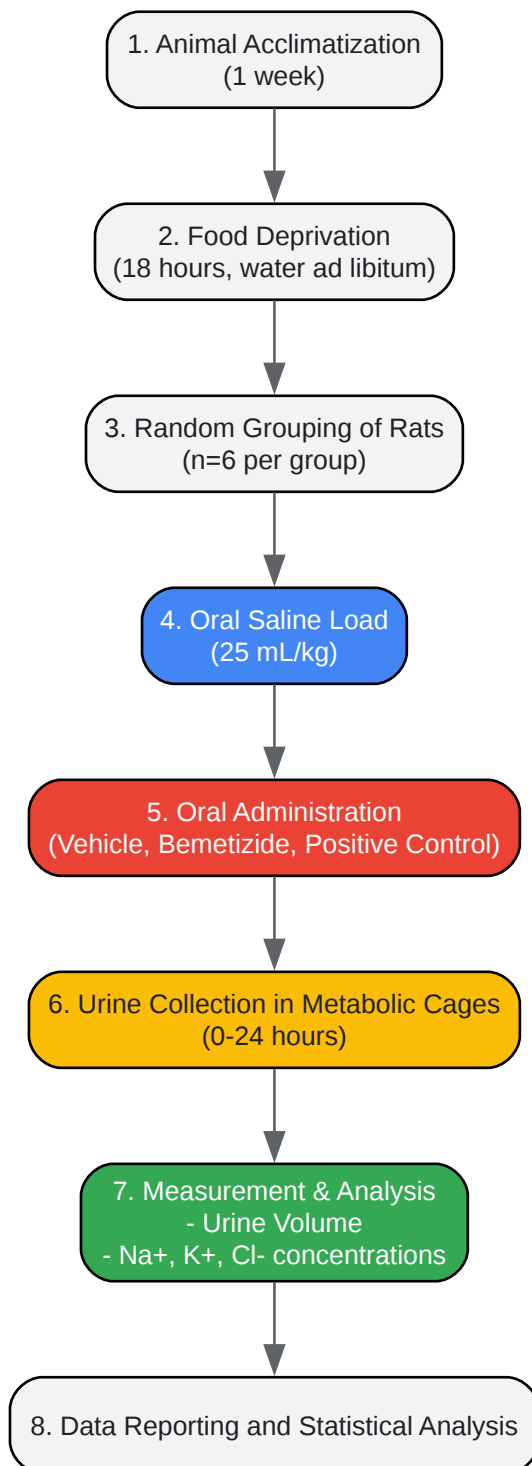 1. Animal Acclimatization
(1 week)
2. Food Deprivation
(18 hours, water ad libitum)
3. Random Grouping of Rats
(n=6 per group)
4. Oral Saline Load
(25 mL/kg)
5. Oral Administration
(Vehicle, Bemetizide, Positive Control)
6. Urine Collection in Metabolic Cages
(0-24 hours)
7. Measurement & Analysis
- Urine Volume
- Na+, K+, Cl- concentrations
8. Data Reporting and Statistical Analysis